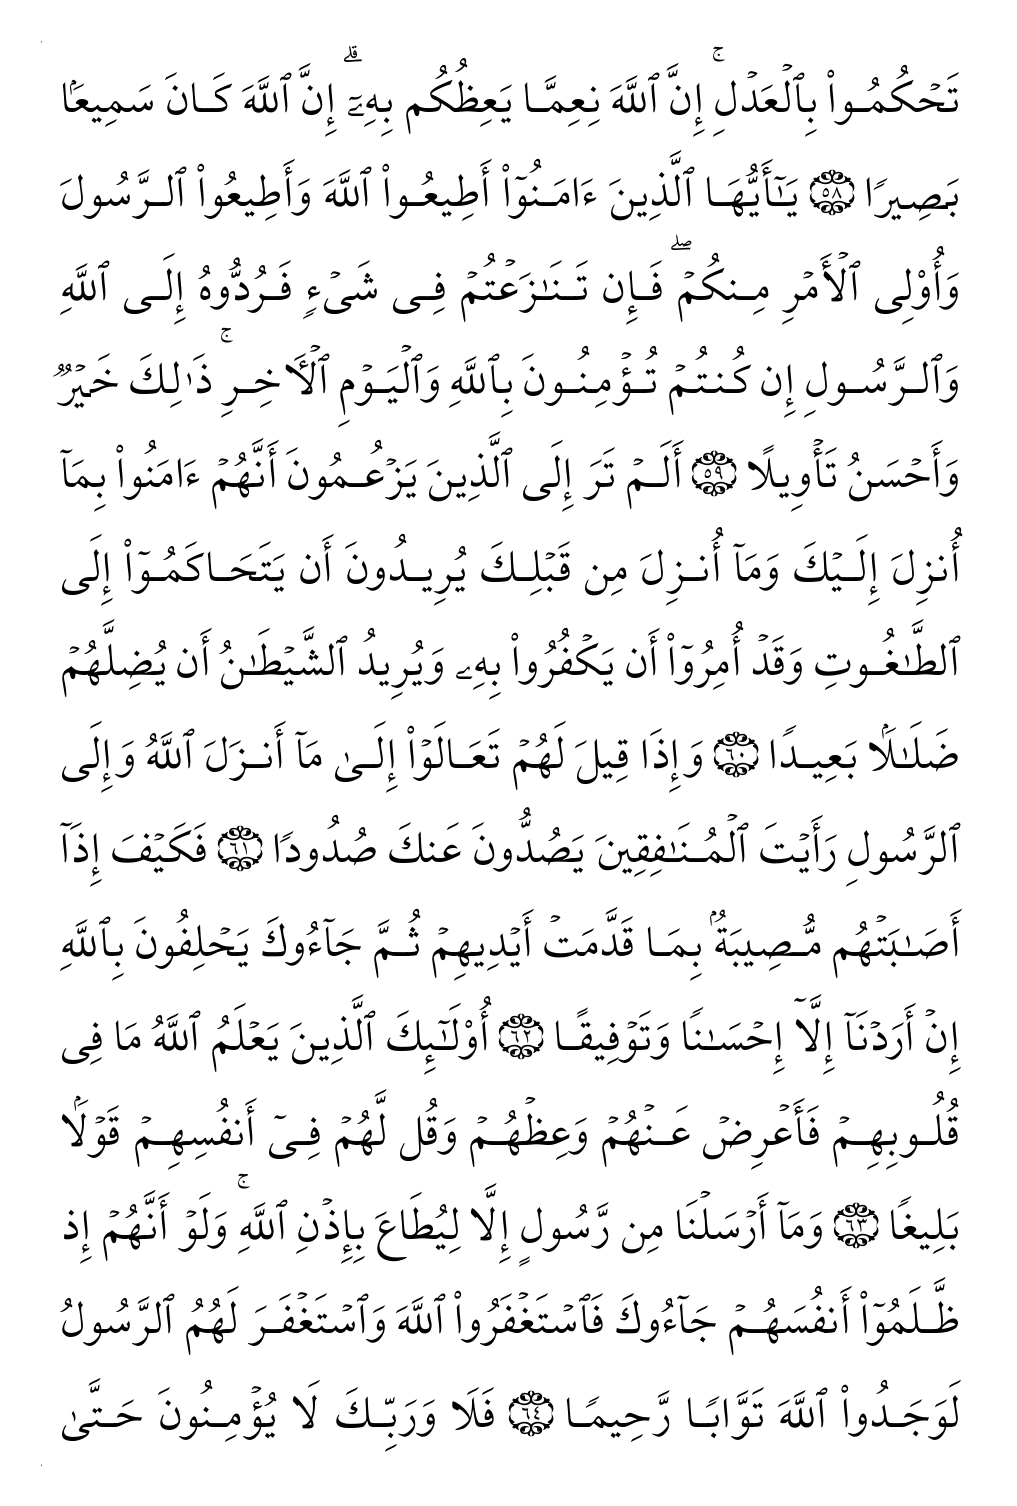 تَحۡكُمُواْ بِٱلۡعَدۡلِۚ إِنَّ ٱللَّهَ نِعِمَّا يَعِظُكُم بِهِۦٓۗ إِنَّ ٱللَّهَ كَانَ سَمِيعَۢا
بَصِيرٗا ٥٨ يَـٰٓأَيُّهَا ٱلَّذِينَ ءَامَنُوٓاْ أَطِيعُواْ ٱللَّهَ وَأَطِيعُواْ ٱلرَّسُولَ
وَأُوْلِي ٱلۡأَمۡرِ مِنكُمۡۖ فَإِن تَنَٰزَعۡتُمۡ فِي شَيۡءٖ فَرُدُّوهُ إِلَى ٱللَّهِ
وَٱلرَّسُولِ إِن كُنتُمۡ تُؤۡمِنُونَ بِٱللَّهِ وَٱلۡيَوۡمِ ٱلۡأٓخِرِۚ ذَٰلِكَ خَيۡرٞ
وَأَحۡسَنُ تَأۡوِيلًا ٥٩ أَلَمۡ تَرَ إِلَى ٱلَّذِينَ يَزۡعُمُونَ أَنَّهُمۡ ءَامَنُواْ بِمَآ
أُنزِلَ إِلَيۡكَ وَمَآ أُنزِلَ مِن قَبۡلِكَ يُرِيدُونَ أَن يَتَحَاكَمُوٓاْ إِلَى
ٱلطَّٰغُوتِ وَقَدۡ أُمِرُوٓاْ أَن يَكۡفُرُواْ بِهِۦ وَيُرِيدُ ٱلشَّيۡطَٰنُ أَن يُضِلَّهُمۡ
ضَلَٰلَۢا بَعِيدٗا ٦٠ وَإِذَا قِيلَ لَهُمۡ تَعَالَوۡاْ إِلَىٰ مَآ أَنزَلَ ٱللَّهُ وَإِلَى
ٱلرَّسُولِ رَأَيۡتَ ٱلۡمُنَٰفِقِينَ يَصُدُّونَ عَنكَ صُدُودٗا ٦١ فَكَيۡفَ إِذَآ
أَصَٰبَتۡهُم مُّصِيبَةُۢ بِمَا قَدَّمَتۡ أَيۡدِيهِمۡ ثُمَّ جَآءُوكَ يَحۡلِفُونَ بِٱللَّهِ
إِنۡ أَرَدۡنَآ إِلَّآ إِحۡسَٰنٗا وَتَوۡفِيقًا ٦٢ أُوْلَـٰٓئِكَ ٱلَّذِينَ يَعۡلَمُ ٱللَّهُ مَا فِي
قُلُوبِهِمۡ فَأَعۡرِضۡ عَنۡهُمۡ وَعِظۡهُمۡ وَقُل لَّهُمۡ فِيٓ أَنفُسِهِمۡ قَوۡلَۢا
بَلِيغٗا ٦٣ وَمَآ أَرۡسَلۡنَا مِن رَّسُولٍ إِلَّا لِيُطَاعَ بِإِذۡنِ ٱللَّهِۚ وَلَوۡ أَنَّهُمۡ إِذ
ظَّلَمُوٓاْ أَنفُسَهُمۡ جَآءُوكَ فَٱسۡتَغۡفَرُواْ ٱللَّهَ وَٱسۡتَغۡفَرَ لَهُمُ ٱلرَّسُولُ
لَوَجَدُواْ ٱللَّهَ تَوَّابٗا رَّحِيمٗا ٦٤ فَلَا وَرَبِّكَ لَا يُؤۡمِنُونَ حَتَّىٰ